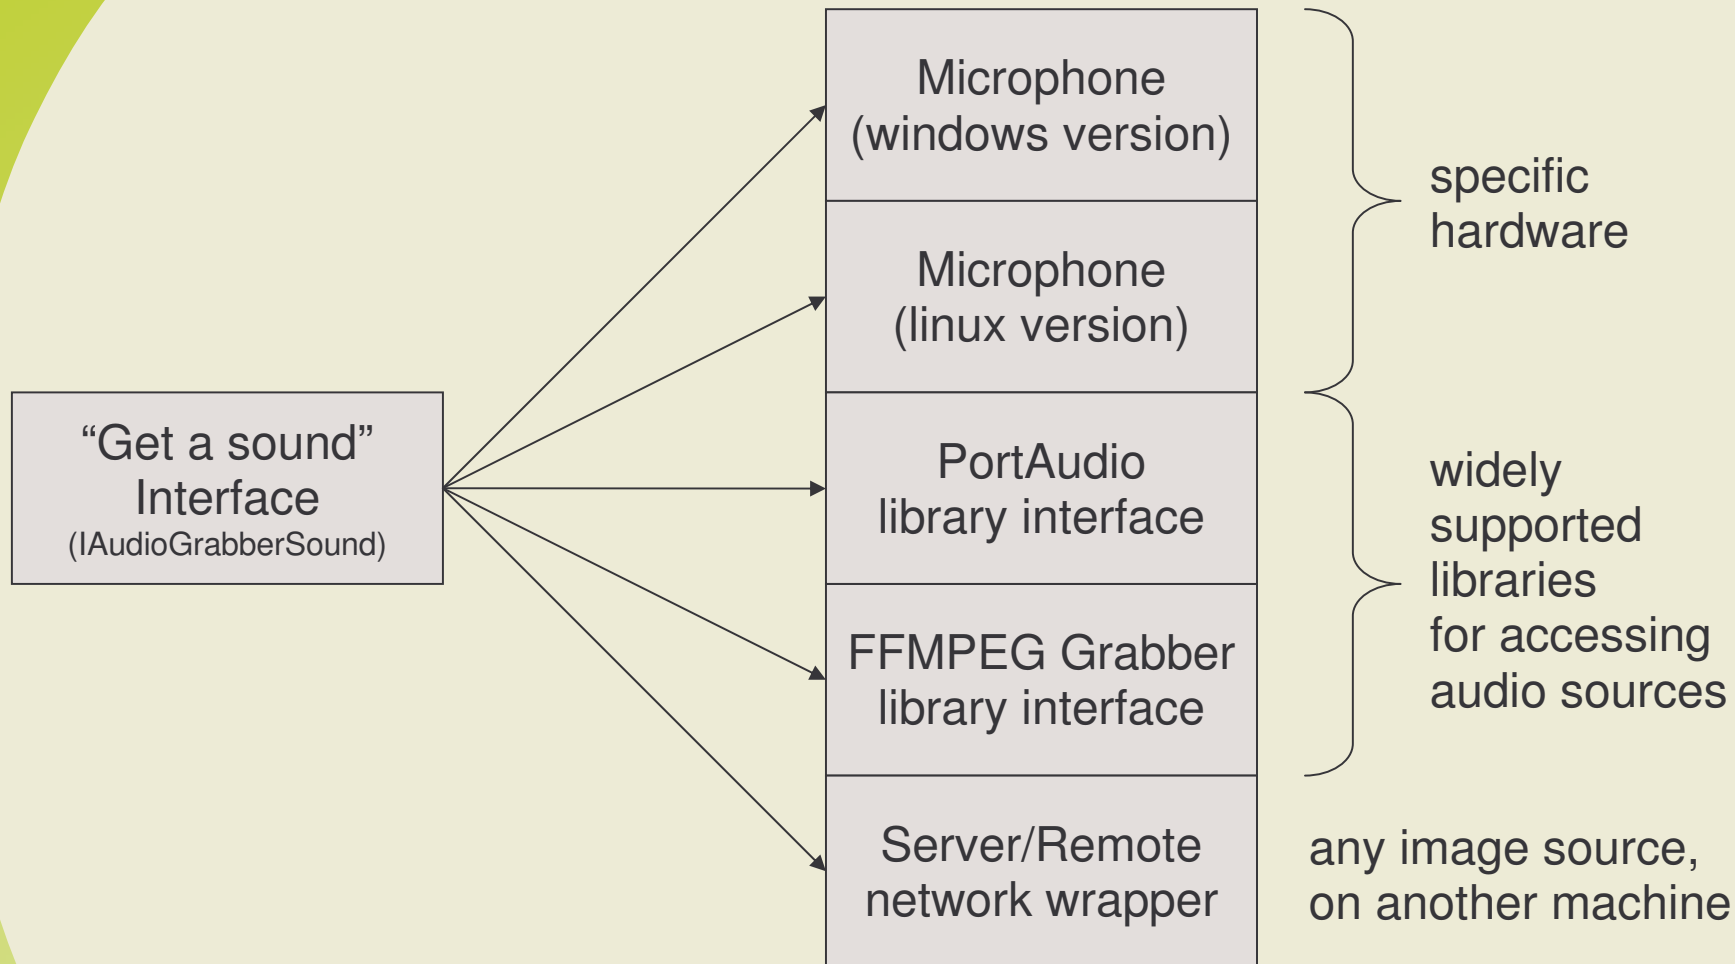 “Get a sound”
Interface
(IAudioGrabberSound)
Microphone
(windows version)
Microphone
(linux version)
PortAudio
library interface
FFMPEG Grabber
library interface
Server/Remote
network wrapper
specific
hardware
widely
supported
libraries
for accessing
audio sources
any image source,
on another machine